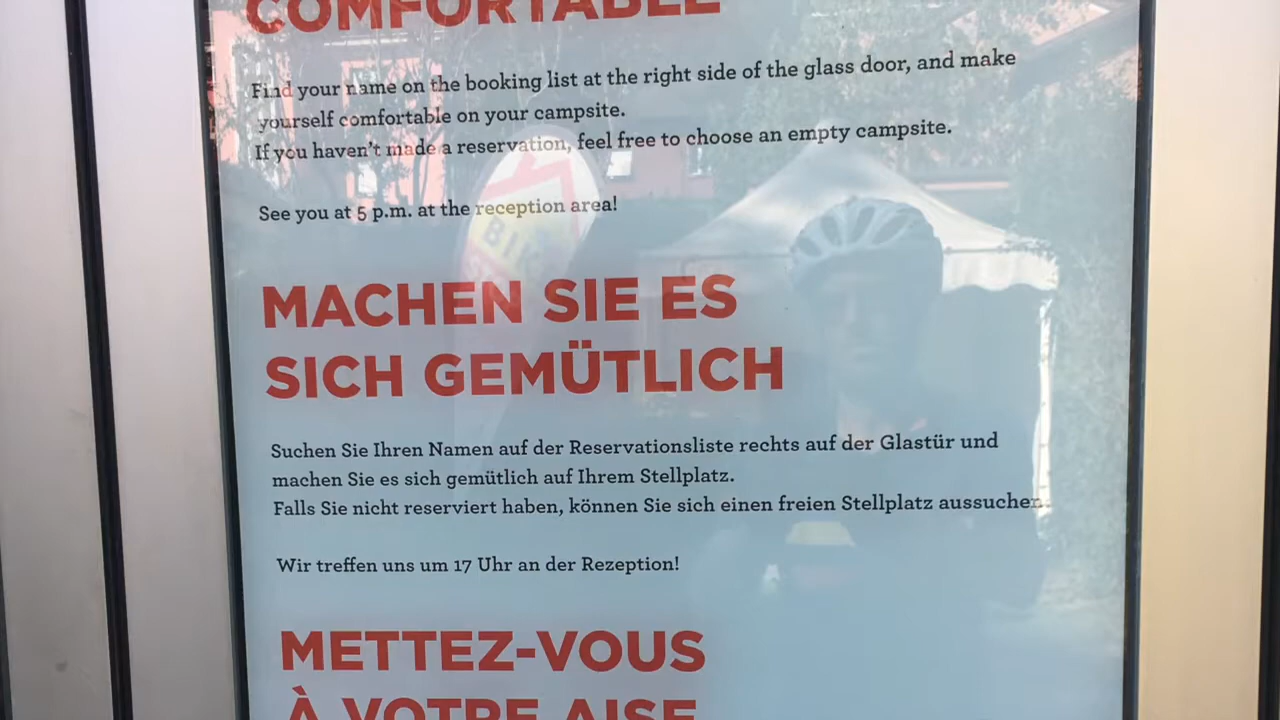 COMFORTABLE
Find your name on the booking list at the right side of the glass door, and make
yourself comfortable on your campsite.
If you haven't made a reservation, feel free to choose an empty campsite.
See you at 5 p.m. at the reception area!
MACHEN SIE ES
SICH GEMÜTLICH
Suchen Sie Ihren Namen auf der Reservationsliste rechts auf der Glastür und
machen Sie es sich gemütlich auf Ihrem Stellplatz.
Falls Sie nicht reserviert haben, können Sie sich einen freien Stellplatz aussuchen.
Wir treffen uns um 17 Uhr an der Rezeption!
METTEZ-VOUS
À VOTRE AISE